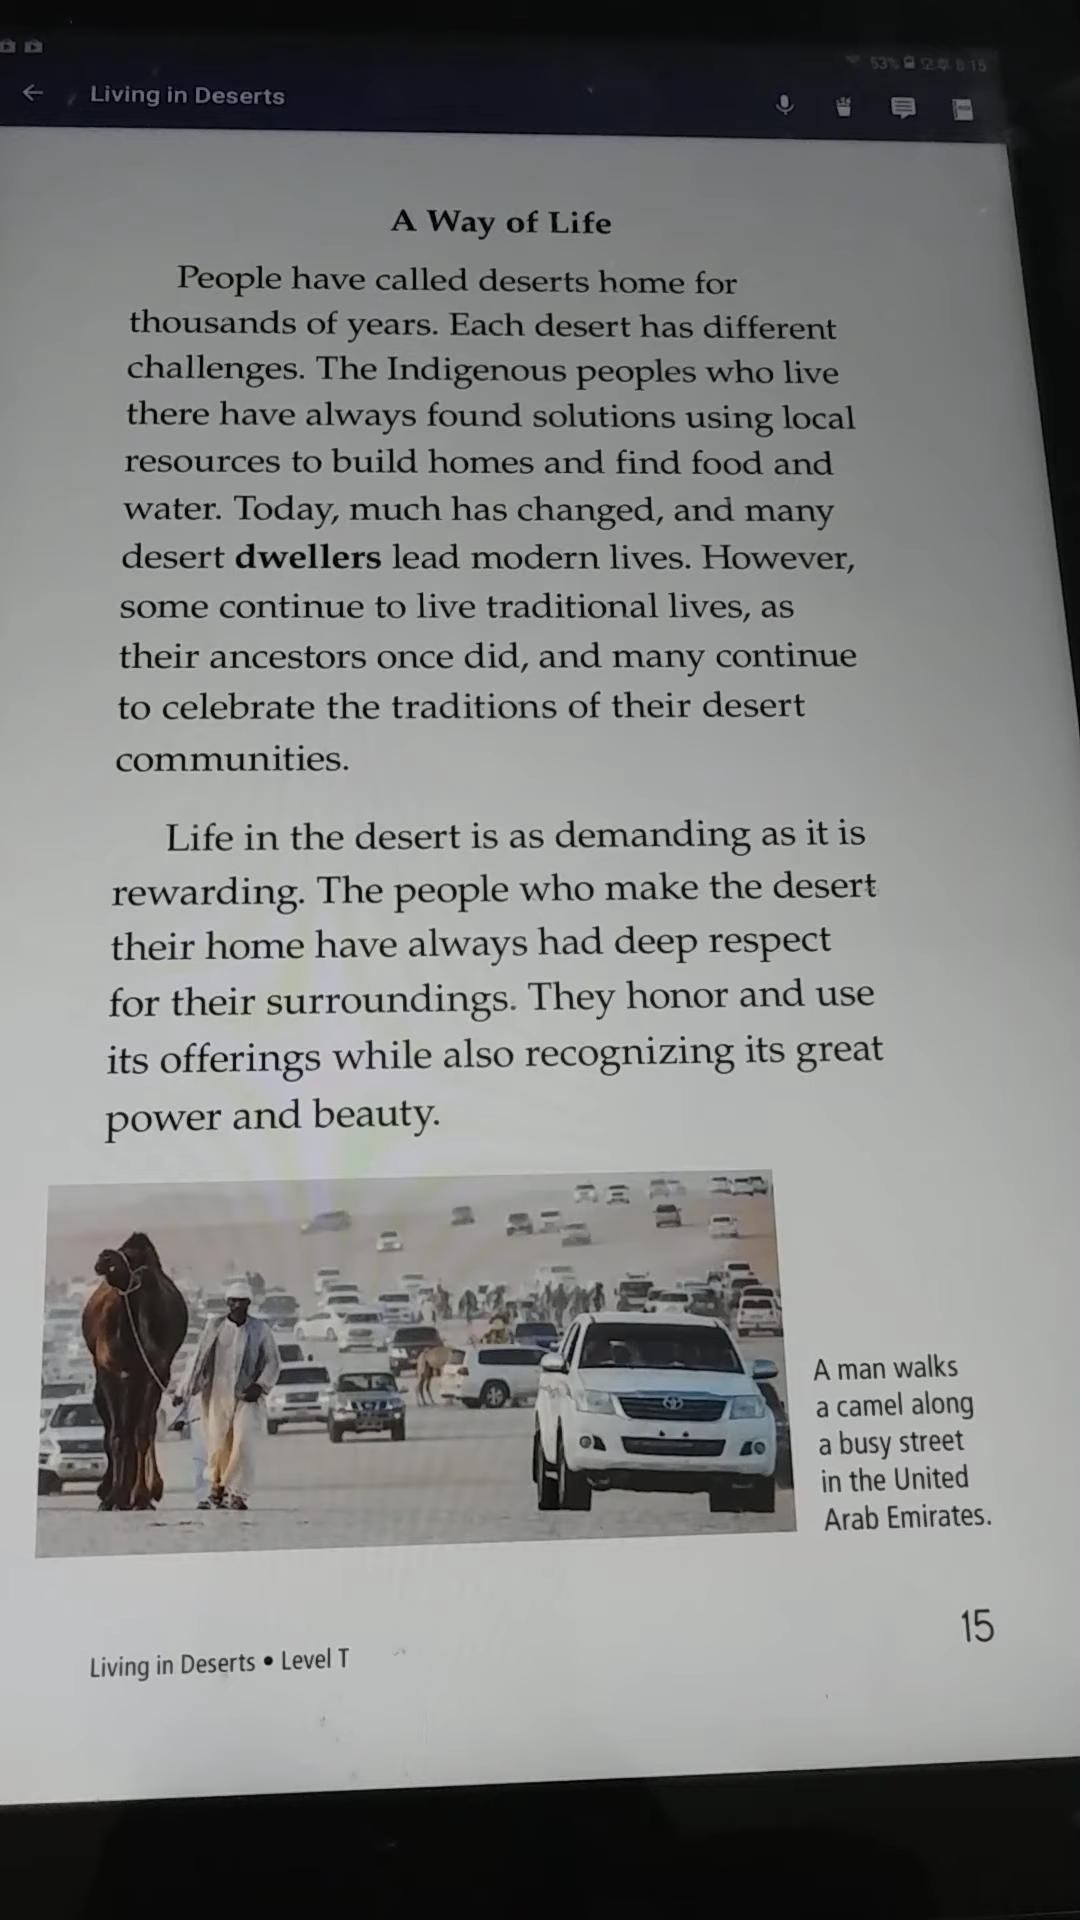 53% 오후 8:15
Living in Deserts
A Way of Life
People have called deserts home for
thousands of years. Each desert has different
challenges. The Indigenous peoples who live
there have always found solutions using local
resources to build homes and find food and
water. Today, much has changed, and many
desert dwellers lead modern lives. However,
some continue to live traditional lives, as
their ancestors once did, and many continue
to celebrate the traditions of their desert
communities.
Life in the desert is as demanding as it is
rewarding. The people who make the desert
their home have always had deep respect
for their surroundings. They honor and use
its offerings while also recognizing its great
power and beauty.
A man walks
a camel along
a busy street
in the United
Arab Emirates.
15
Living in Deserts • Level T